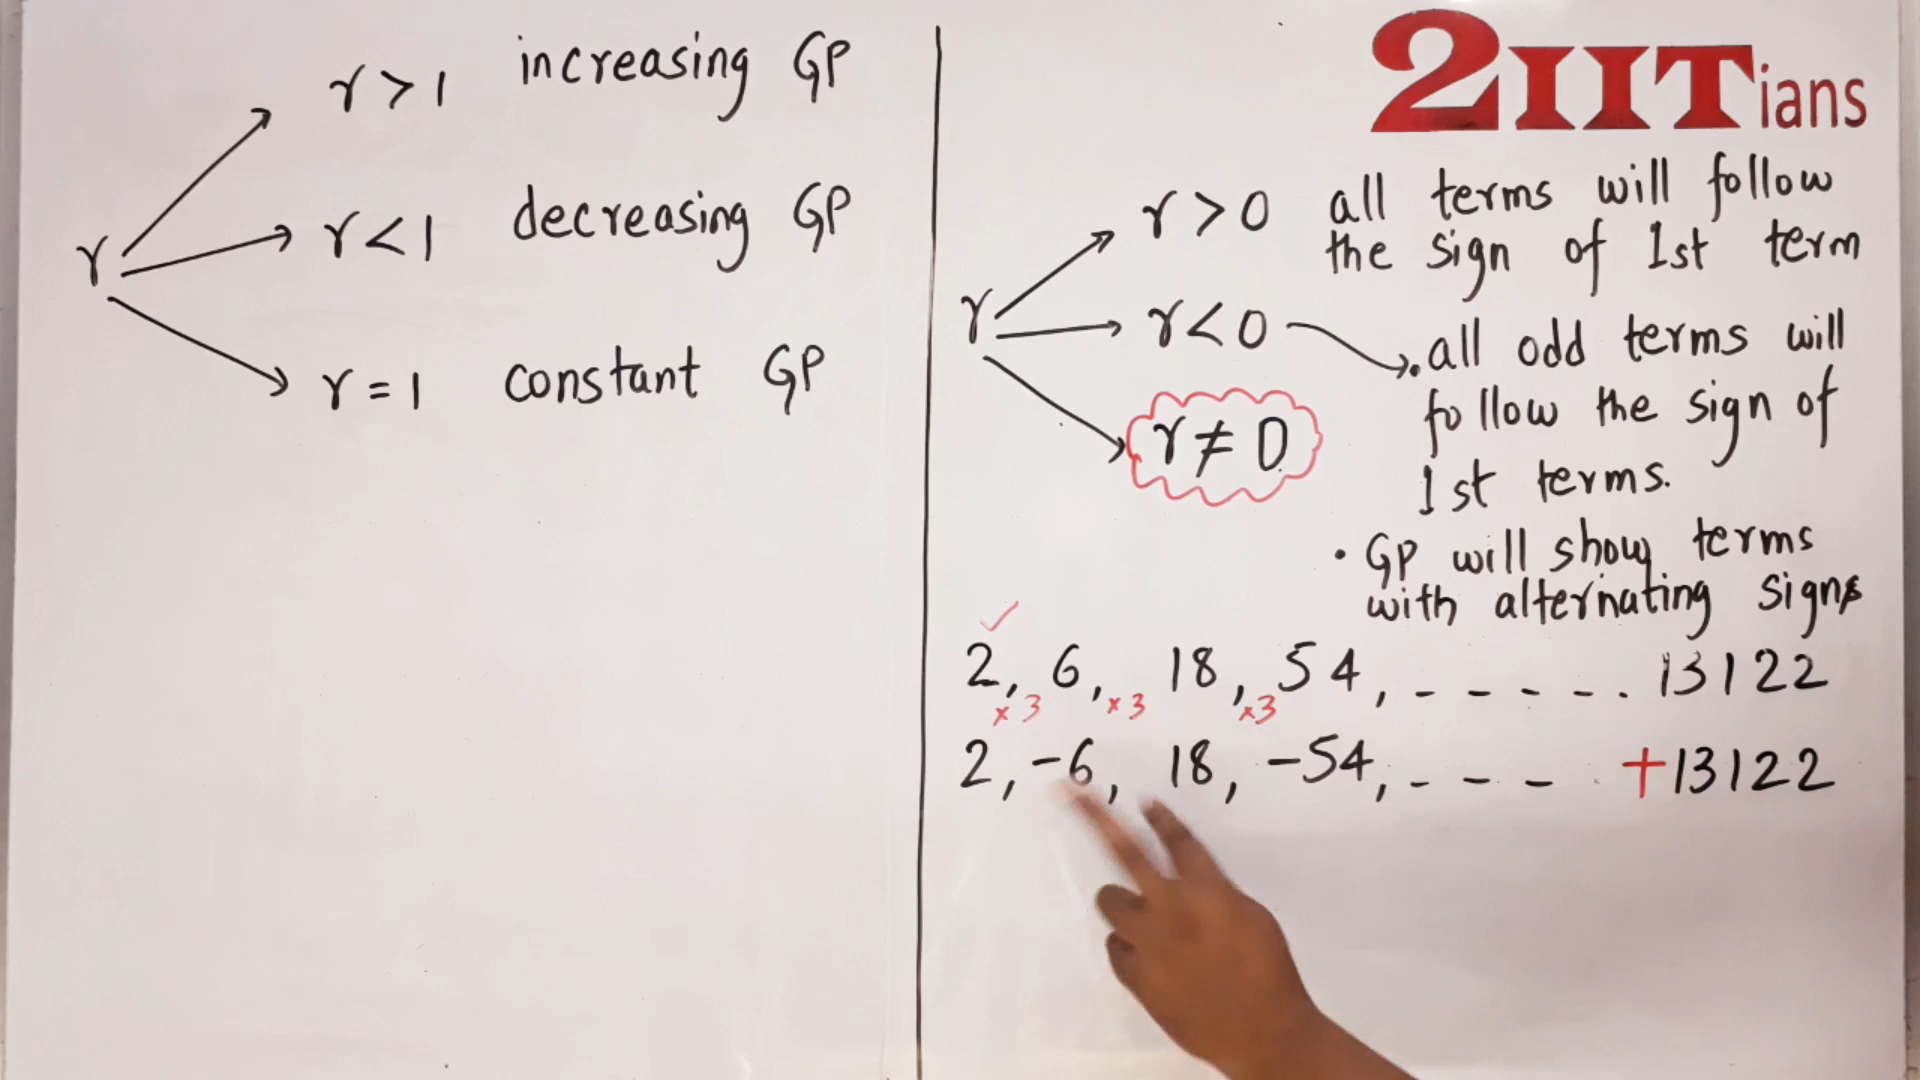 r > 1 increasing GP
r
r < 1 decreasing GP
r = 1 constant GP
2IITians
r > 0 all terms will follow
the sign of 1st term
r
r < 0
. all odd terms will
follow the sign of
1st terms.
r ≠ 0
• GP will show terms
with alternating signs
✓
2, 6, 18, 54, - - - - - . 13122
×3 ×3 ×3
2, -6, 18, -54, - - - +13122